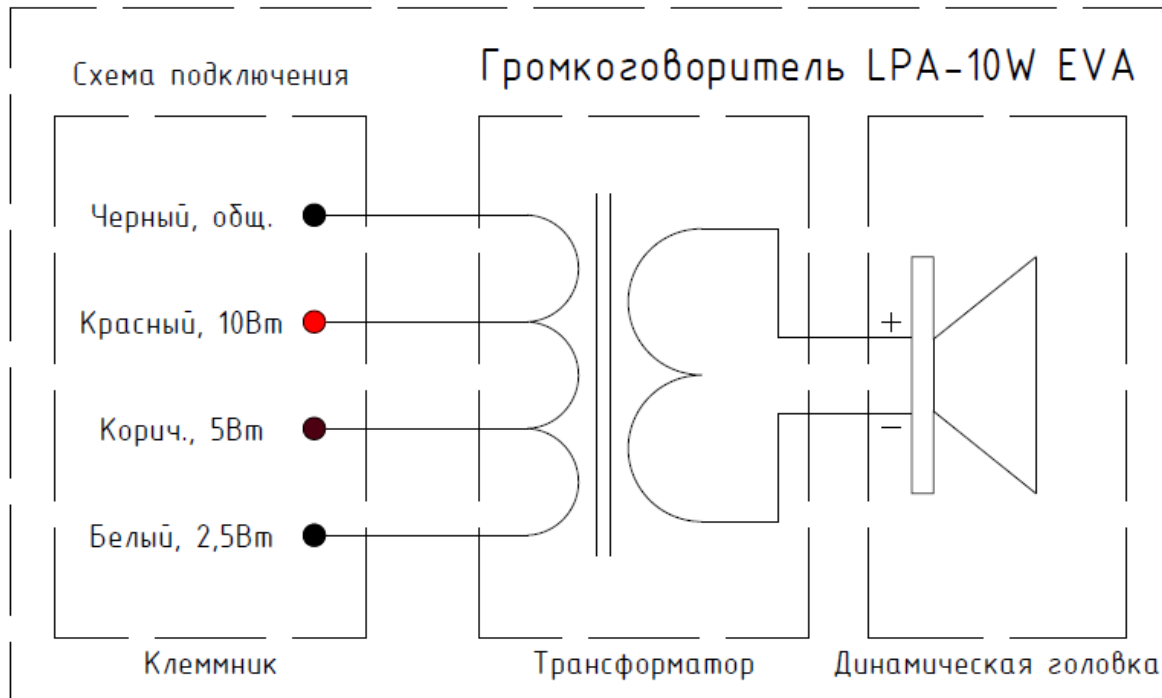 Схема подключения
Громкоговоритель LPA-10W EVA
Черный, общ.
Красный, 10Вт
Корич., 5Вт
Белый, 2,5Вт
+
−
Клеммник
Трансформатор
Динамическая головка